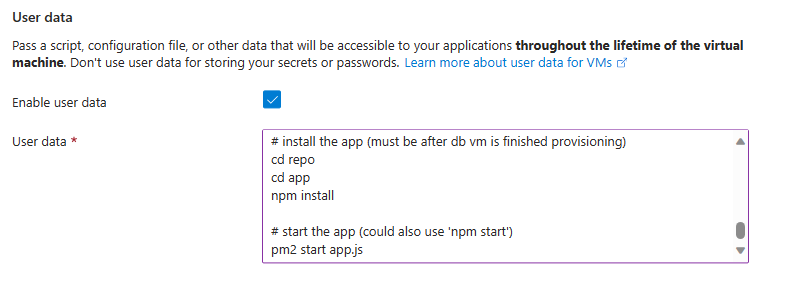 User data
Pass a script, configuration file, or other data that will be accessible to your applications throughout the lifetime of the virtual
machine. Don't use user data for storing your secrets or passwords. Learn more about user data for VMs
Enable user data
User data *
# install the app (must be after db vm is finished provisioning)
cd repo
cd app
npm install
# start the app (could also use 'npm start')
pm2 start app.js